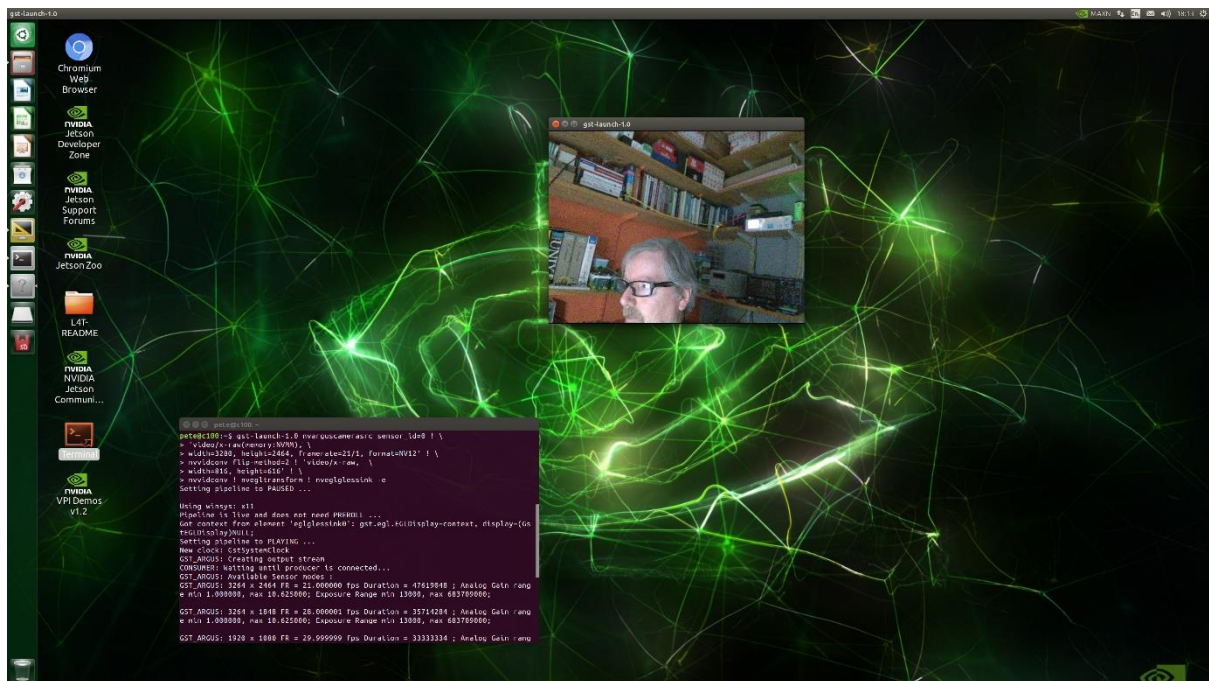 gst-launch-1.0
MAXN
Chromium
Web
Browser
NVIDIA.
Jetson
Developer
Zone
NVIDIA.
Jetson
Support
Forums
NVIDIA.
Jetson Zoo
L4T-
README
NVIDIA.
NVIDIA
Jetson
Communi...
Terminal
NVIDIA.
VPI Demos
v1.2
gst-launch-1.0
pete@c100: ~
pete@c100:~$ gst-launch-1.0 nvarguscamerasrc sensor_id=0 ! \
> 'video/x-raw(memory:NVMM), \
> width=3280, height=2464, framerate=21/1, format=NV12' ! \
> nvvidconv flip-method=2 ! 'video/x-raw, \
> width=816, height=616' ! \
> nvvidconv ! nvegltransform ! nveglglessink -e
Setting pipeline to PAUSED ...
Using winsys: x11
Pipeline is live and does not need PREROLL ...
Got context from element 'eglglessink0': gst.egl.EGLDisplay=context, display=(Gs
tEGLDisplay)NULL;
Setting pipeline to PLAYING ...
New clock: GstSystemClock
GST_ARGUS: Creating output stream
CONSUMER: Waiting until producer is connected...
GST_ARGUS: Available Sensor modes :
GST_ARGUS: 3264 x 2464 FR = 21.000000 fps Duration = 47619048 ; Analog Gain rang
e min 1.000000, max 10.625000; Exposure Range min 13000, max 683709000;
GST_ARGUS: 3264 x 1848 FR = 28.000001 fps Duration = 35714284 ; Analog Gain rang
e min 1.000000, max 10.625000; Exposure Range min 13000, max 683709000;
GST_ARGUS: 1920 x 1080 FR = 29.999999 fps Duration = 33333334 ; Analog Gain rang